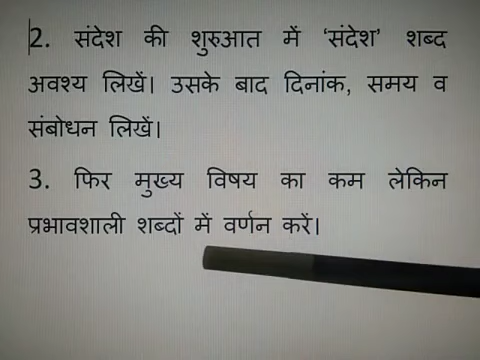 2. संदेश की शुरुआत में 'संदेश' शब्द
अवश्य लिखें। उसके बाद दिनांक, समय व
संबोधन लिखें।
3. फिर मुख्य विषय का कम लेकिन
प्रभावशाली शब्दों में वर्णन करें।